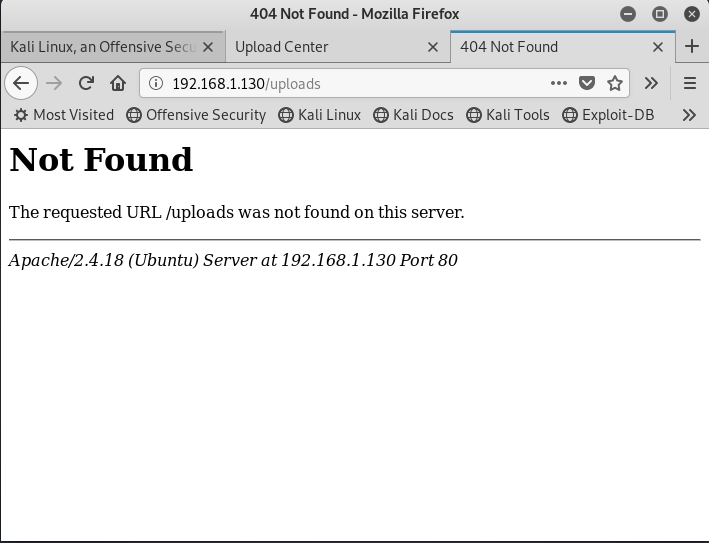 404 Not Found - Mozilla Firefox
Kali Linux, an Offensive Secu
Upload Center
404 Not Found
192.168.1.130/uploads
Most Visited Offensive Security Kali Linux Kali Docs Kali Tools Exploit-DB
Not Found
The requested URL /uploads was not found on this server.
Apache/2.4.18 (Ubuntu) Server at 192.168.1.130 Port 80